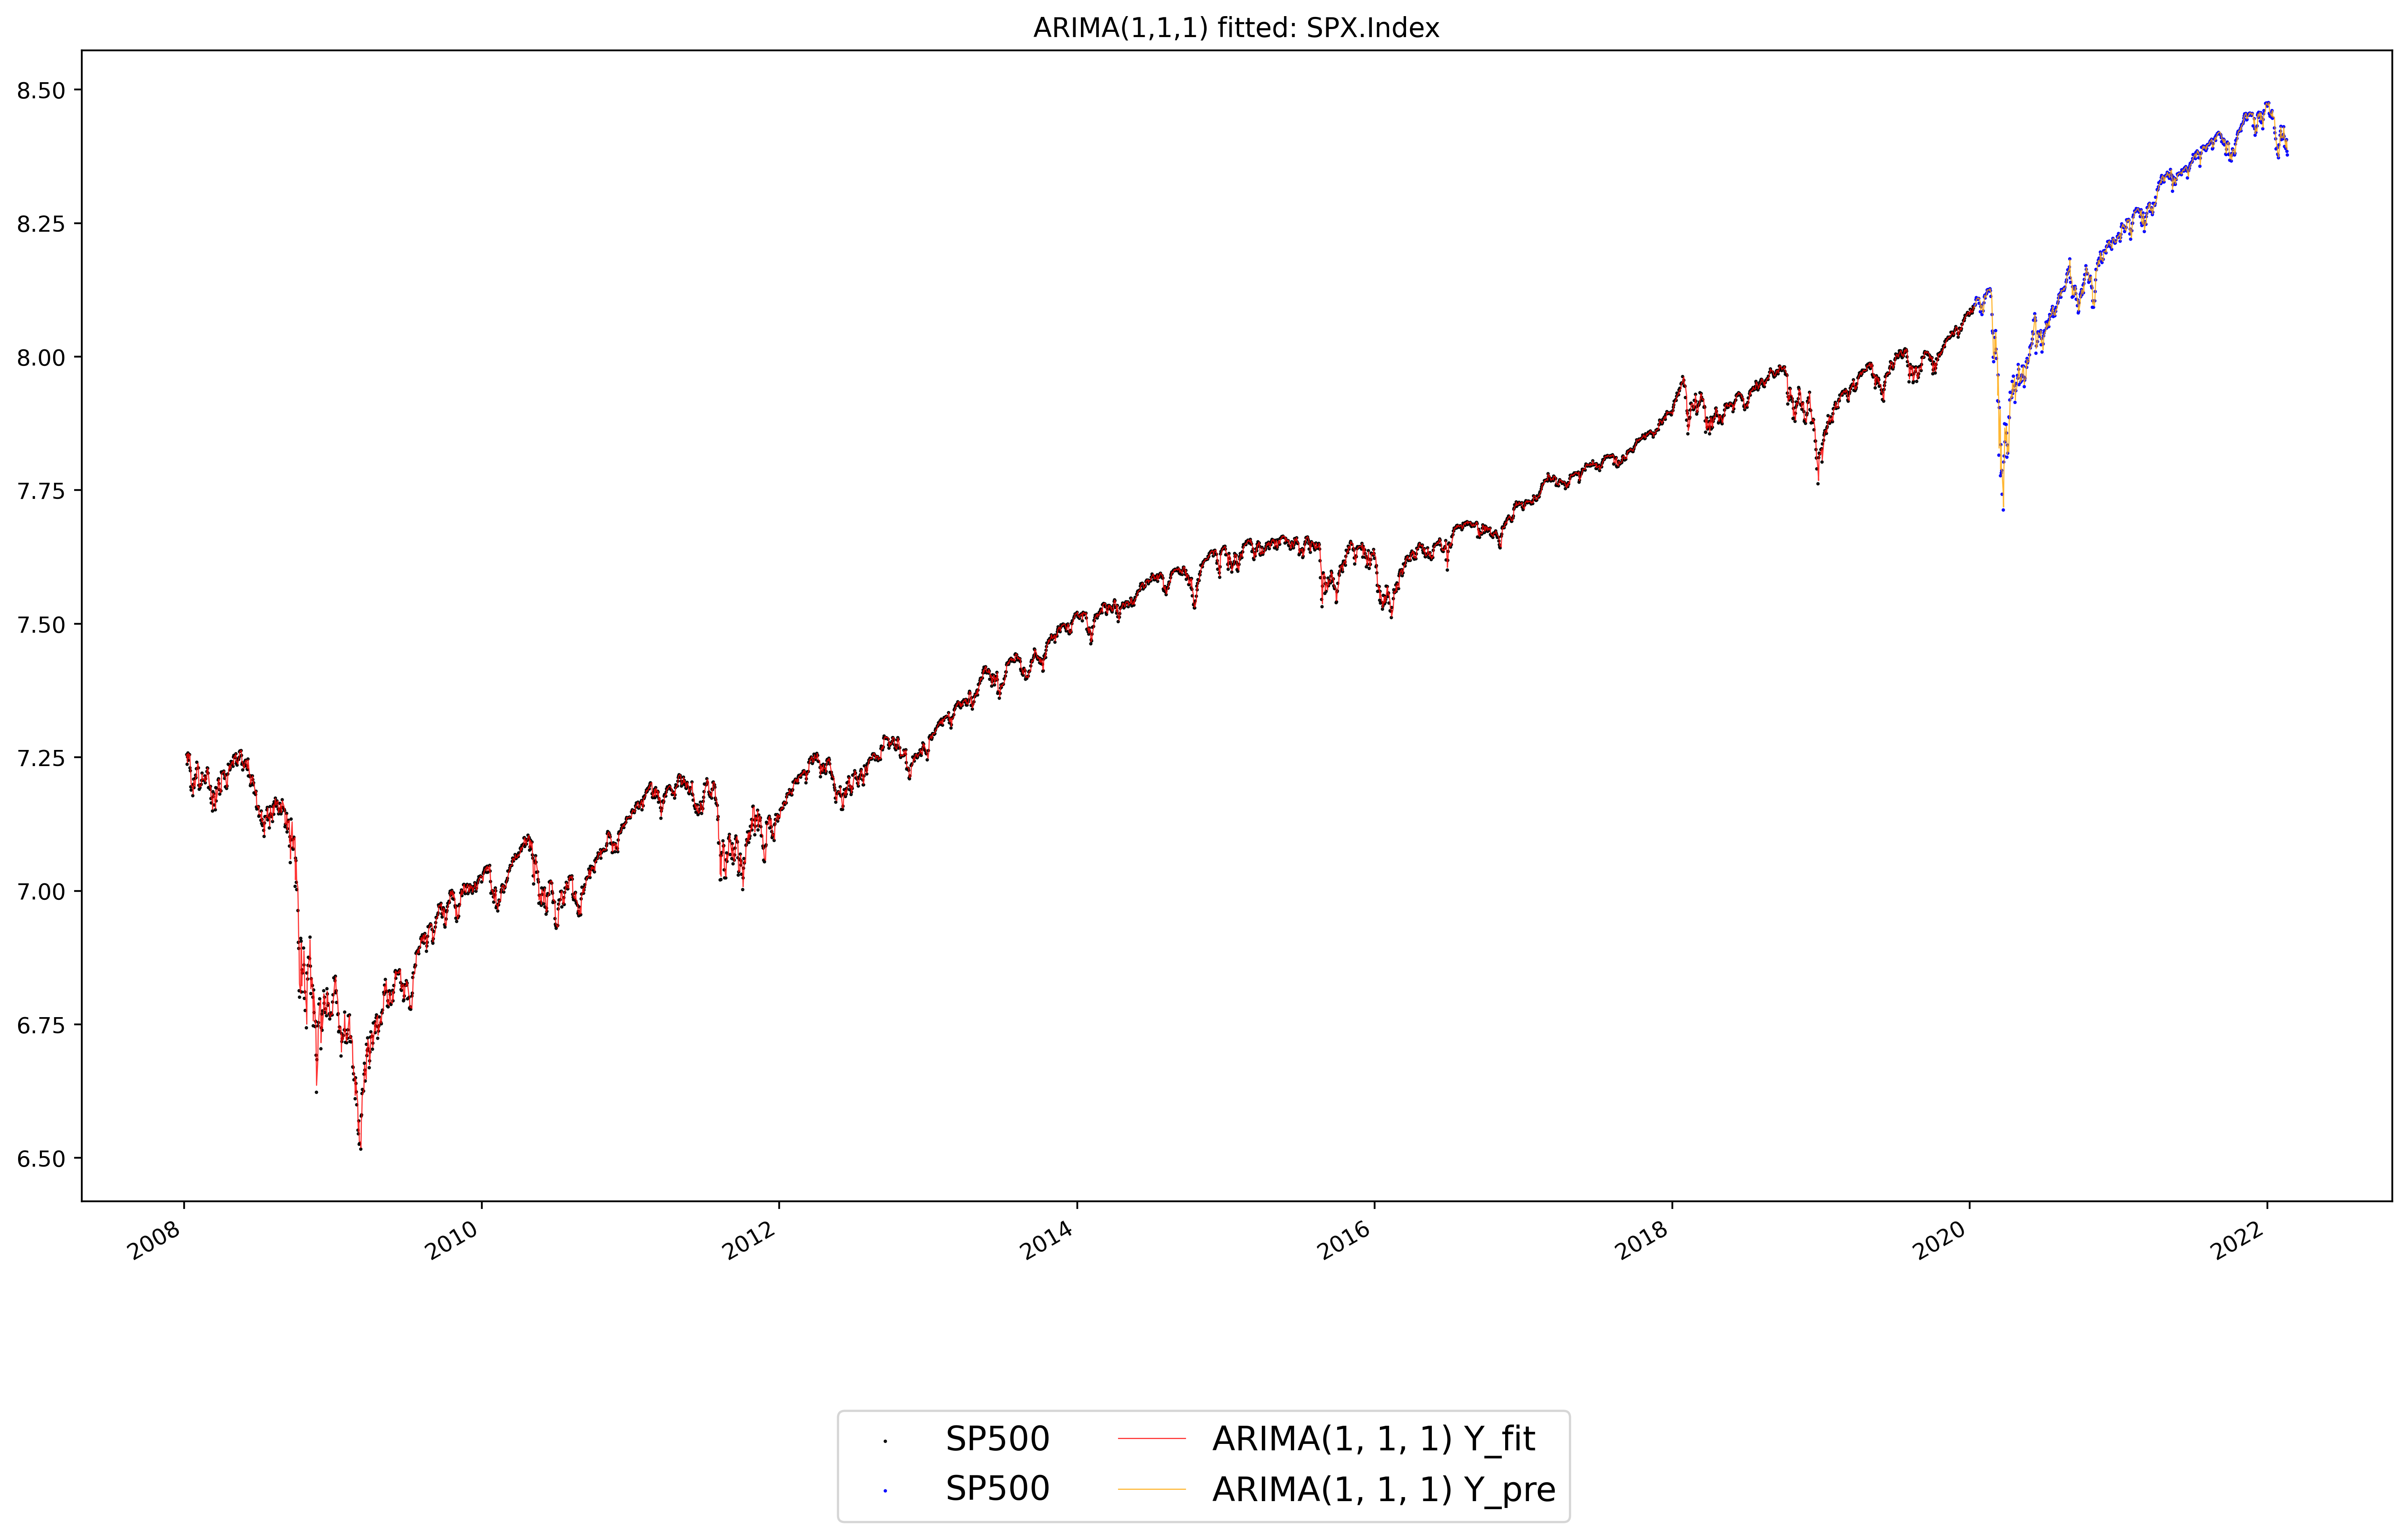 ARIMA(1,1,1) fitted: SPX.Index
8.50
8.25
8.00
7.75
7.50
7.25
7.00
6.75
6.50
2008 2010 2012 2014 2016 2018 2020 2022
SP500 ARIMA(1, 1, 1) Y_fit
SP500 ARIMA(1, 1, 1) Y_pre